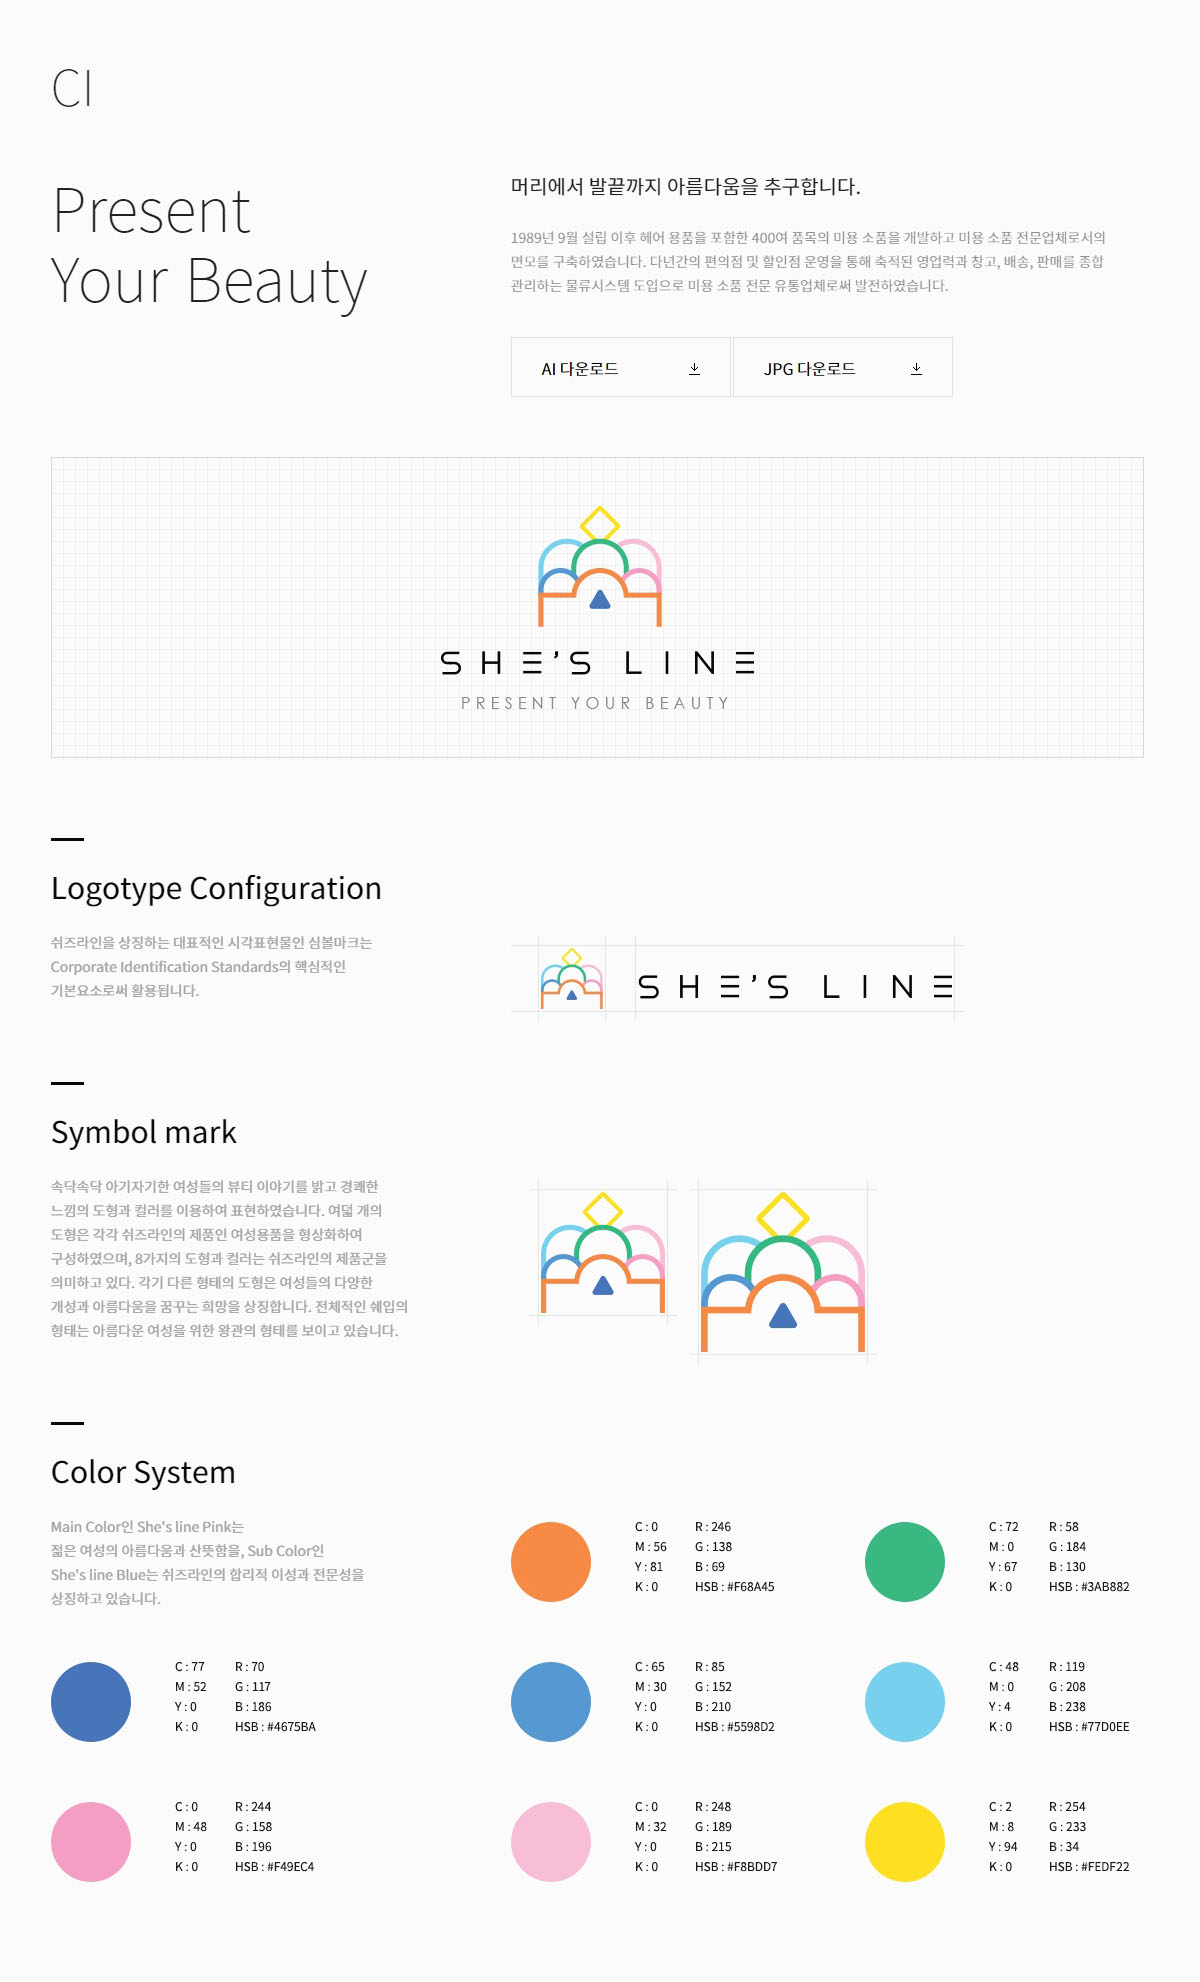 CI
Present
Your Beauty
머리에서 발끝까지 아름다움을 추구합니다.
1989년 9월 설립 이후 헤어 용품을 포함한 400여 품목의 미용 소품을 개발하고 미용 소품 전문업체로서의
면모를 구축하였습니다. 다년간의 편의점 및 할인점 운영을 통해 축적된 영업력과 창고, 배송, 판매를 종합
관리하는 물류시스템 도입으로 미용 소품 전문 유통업체로써 발전하였습니다.
AI 다운로드
JPG 다운로드
SHE'S LINE
PRESENT YOUR BEAUTY
Logotype Configuration
쉬즈라인을 상징하는 대표적인 시각표현물인 심볼마크는
Corporate Identification Standards의 핵심적인
기본요소로써 활용됩니다.
SHE'S LINE
Symbol mark
속닥속닥 아기자기한 여성들의 뷰티 이야기를 밝고 경쾌한
느낌의 도형과 컬러를 이용하여 표현하였습니다. 여덟 개의
도형은 각각 쉬즈라인의 제품인 여성용품을 형상화하여
구성하였으며, 8가지의 도형과 컬러는 쉬즈라인의 제품군을
의미하고 있다. 각기 다른 형태의 도형은 여성들의 다양한
개성과 아름다움을 꿈꾸는 희망을 상징합니다. 전체적인 쉐입의
형태는 아름다운 여성을 위한 왕관의 형태를 보이고 있습니다.
Color System
Main Color인 She's line Pink는
젊은 여성의 아름다움과 산뜻함을, Sub Color인
She's line Blue는 쉬즈라인의 합리적 이성과 전문성을
상징하고 있습니다.
C : 0 R : 246
M : 56 G : 138
Y : 81 B : 69
K : 0 HSB : #F68A45
C : 72 R : 58
M : 0 G : 184
Y : 67 B : 130
K : 0 HSB : #3AB882
C : 77 R : 70
M : 52 G : 117
Y : 0 B : 186
K : 0 HSB : #4675BA
C : 65 R : 85
M : 30 G : 152
Y : 0 B : 210
K : 0 HSB : #5598D2
C : 48 R : 119
M : 0 G : 208
Y : 4 B : 238
K : 0 HSB : #77D0EE
C : 0 R : 244
M : 48 G : 158
Y : 0 B : 196
K : 0 HSB : #F49EC4
C : 0 R : 248
M : 32 G : 189
Y : 0 B : 215
K : 0 HSB : #F8BDD7
C : 2 R : 254
M : 8 G : 233
Y : 94 B : 34
K : 0 HSB : #FEDF22